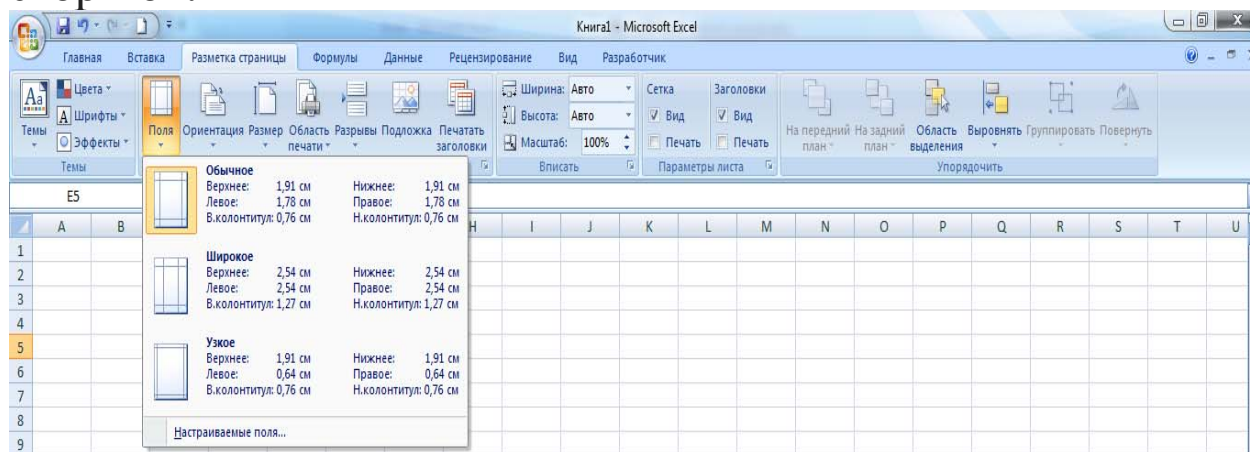 Книга1 - Microsoft Excel
Главная Вставка Разметка страницы Формулы Данные Рецензирование Вид Разработчик
Цвета
Шрифты
Эффекты
Темы
Темы
Поля Ориентация Размер Область печати Разрывы Подложка Печатать заголовки
Ширина: Авто
Высота: Авто
Масштаб: 100%
Вписать
Сетка Заголовки
Вид Вид
Печать Печать
Параметры листа
На передний план На задний план Область выделения Выровнять Группировать Повернуть
Упорядочить
E5
Обычное
Верхнее: 1,91 см Нижнее: 1,91 см
Левое: 1,78 см Правое: 1,78 см
В.колонтитул: 0,76 см Н.колонтитул: 0,76 см
Широкое
Верхнее: 2,54 см Нижнее: 2,54 см
Левое: 2,54 см Правое: 2,54 см
В.колонтитул: 1,27 см Н.колонтитул: 1,27 см
Узкое
Верхнее: 1,91 см Нижнее: 1,91 см
Левое: 0,64 см Правое: 0,64 см
В.колонтитул: 0,76 см Н.колонтитул: 0,76 см
Настраиваемые поля...
A B H I J K L M N O P Q R S T U
1
2
3
4
5
6
7
8
9